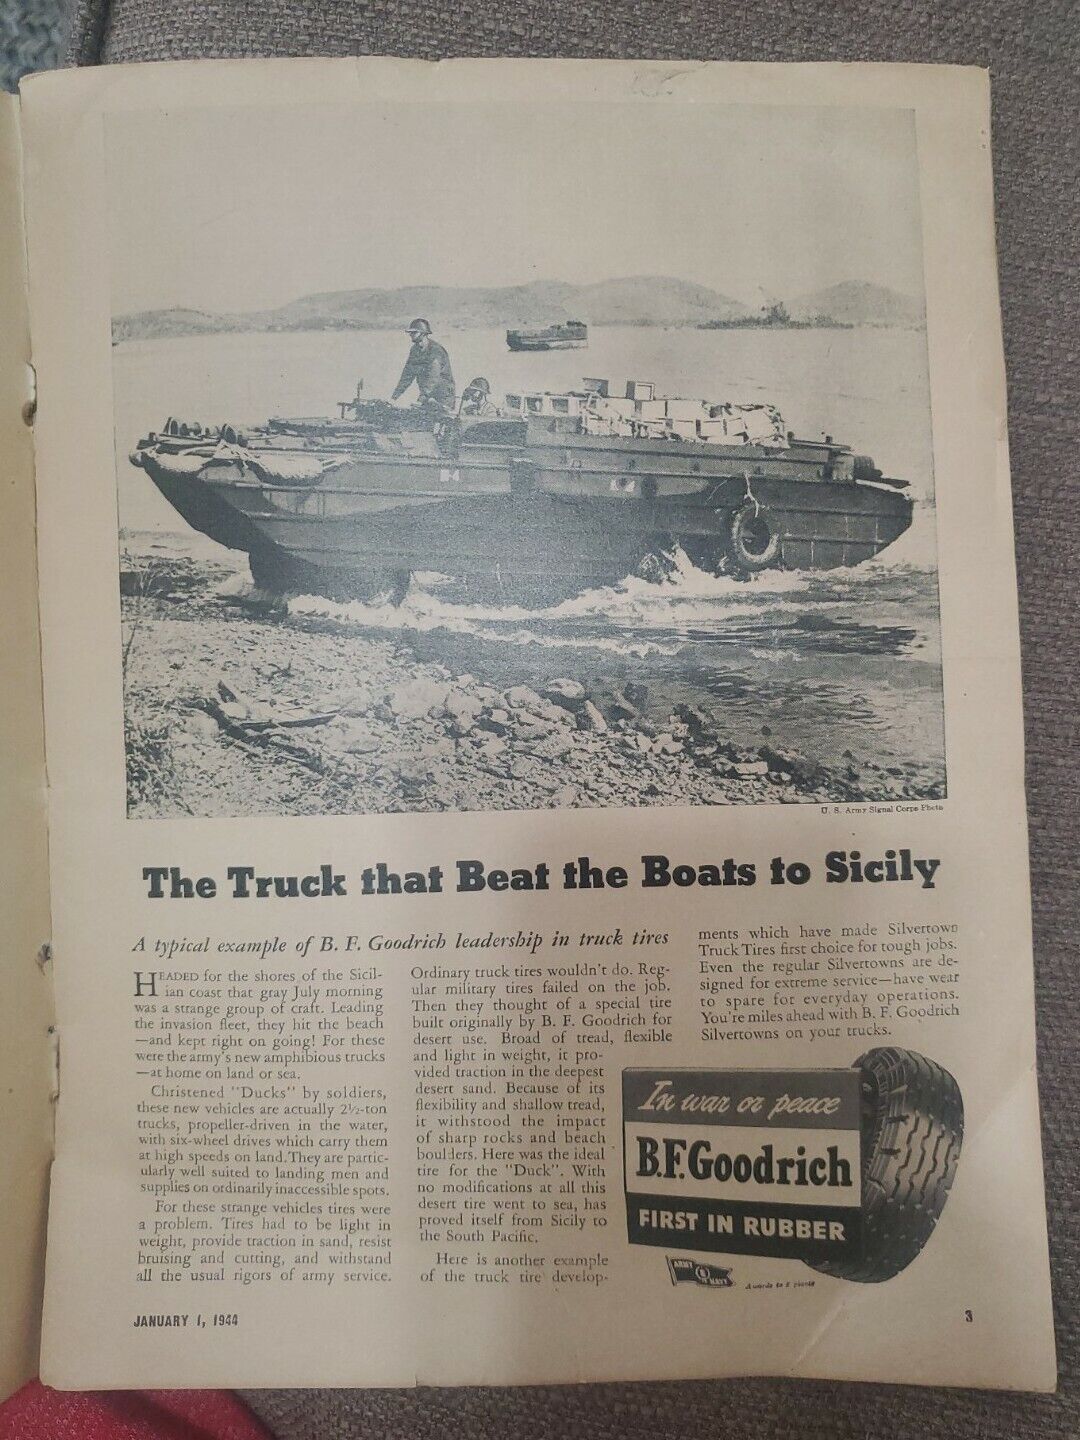 U. S. Army Signal Corps Photo
The Truck that Beat the Boats to Sicily
A typical example of B. F. Goodrich leadership in truck tires
HEADED for the shores of the Sicil-
ian coast that gray July morning
was a strange group of craft. Leading
the invasion fleet, they hit the beach
—and kept right on going! For these
were the army's new amphibious trucks
—at home on land or sea.
Christened "Ducks" by soldiers,
these new vehicles are actually 2½-ton
trucks, propeller-driven in the water,
with six-wheel drives which carry them
at high speeds on land. They are partic-
ularly well suited to landing men and
supplies on ordinarily inaccessible spots.
For these strange vehicles tires were
a problem. Tires had to be light in
weight, provide traction in sand, resist
bruising and cutting, and withstand
all the usual rigors of army service.
Ordinary truck tires wouldn't do. Reg-
ular military tires failed on the job.
Then they thought of a special tire
built originally by B. F. Goodrich for
desert use. Broad of tread, flexible
and light in weight, it pro-
vided traction in the deepest
desert sand. Because of its
flexibility and shallow tread,
it withstood the impact
of sharp rocks and beach
boulders. Here was the ideal
tire for the "Duck". With
no modifications at all this
desert tire went to sea, has
proved itself from Sicily to
the South Pacific.
Here is another example
of the truck tire develop-
ments which have made Silvertown
Truck Tires first choice for tough jobs.
Even the regular Silvertowns are de-
signed for extreme service—have wear
to spare for everyday operations.
You're miles ahead with B. F. Goodrich
Silvertowns on your trucks.
In war or peace
B.F. Goodrich
FIRST IN RUBBER
ARMY E NAVY
Awards to 5 plants
JANUARY 1, 1944
3